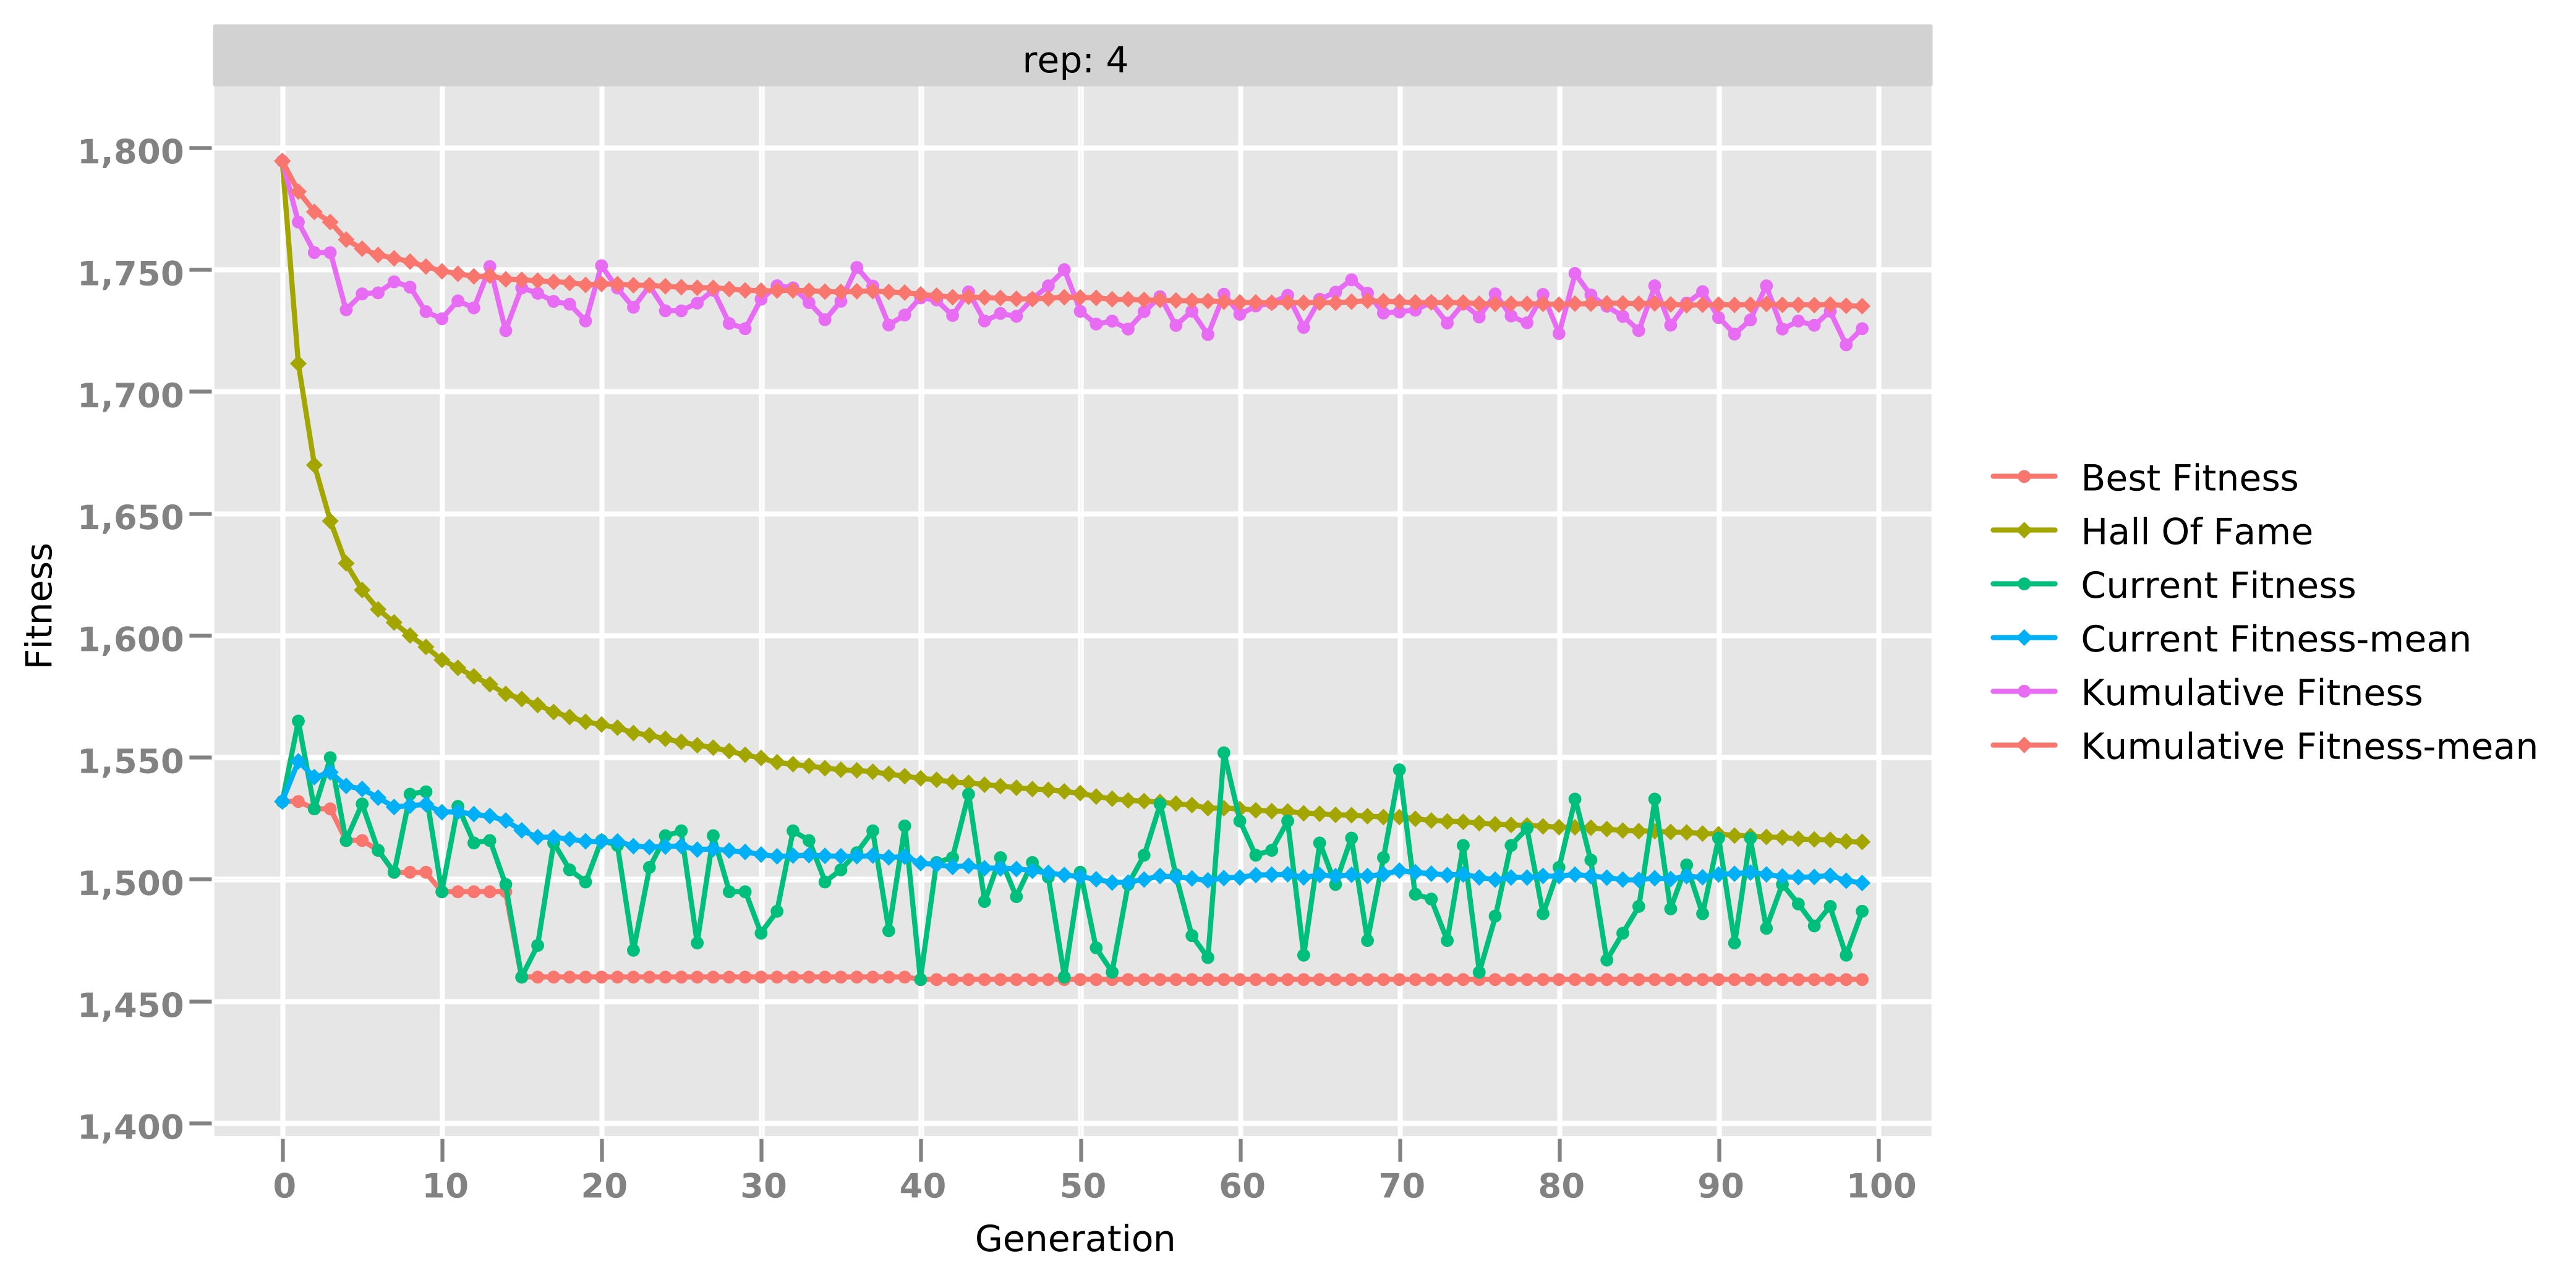 rep: 4
1,800
1,750
1,700
1,650
1,600
1,550
1,500
1,450
1,400
Fitness
0 10 20 30 40 50 60 70 80 90 100
Generation
Best Fitness
Hall Of Fame
Current Fitness
Current Fitness-mean
Kumulative Fitness
Kumulative Fitness-mean